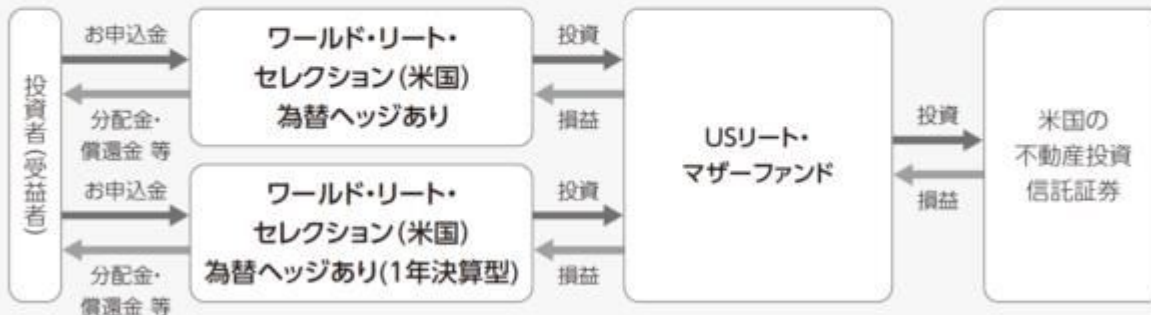 投資者(受益者)
お申込金
分配金・
償還金 等
お申込金
分配金・
償還金 等
ワールド・リート・
セレクション(米国)
為替ヘッジあり
ワールド・リート・
セレクション(米国)
為替ヘッジあり(1年決算型)
投資
損益
投資
損益
USリート・
マザーファンド
投資
損益
米国の
不動産投資
信託証券